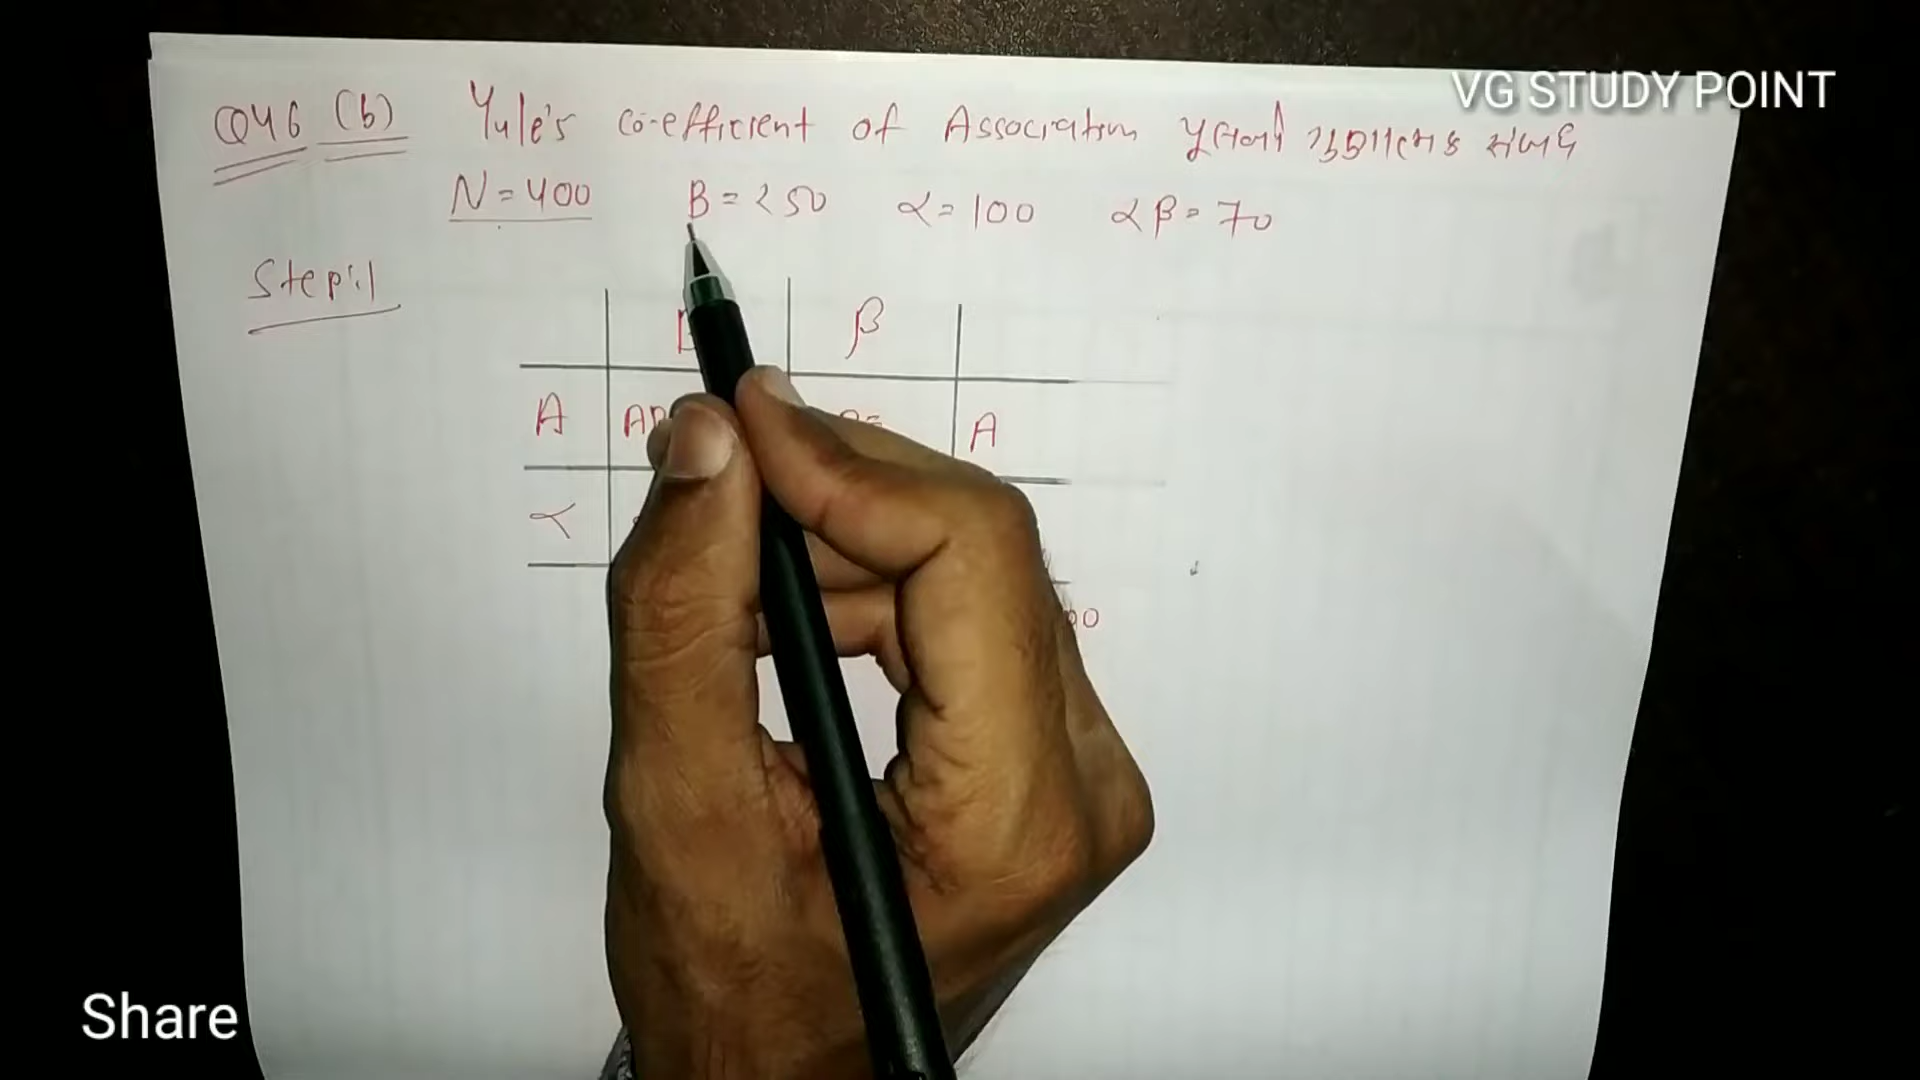 VG STUDY POINT
Q46 (b) Yule's co-efficient of Association યુલનો ગુણાત્મક સંબંધ
N = 400 B = 250 α = 100 αβ = 70
Step:1
β
A A
α
Share